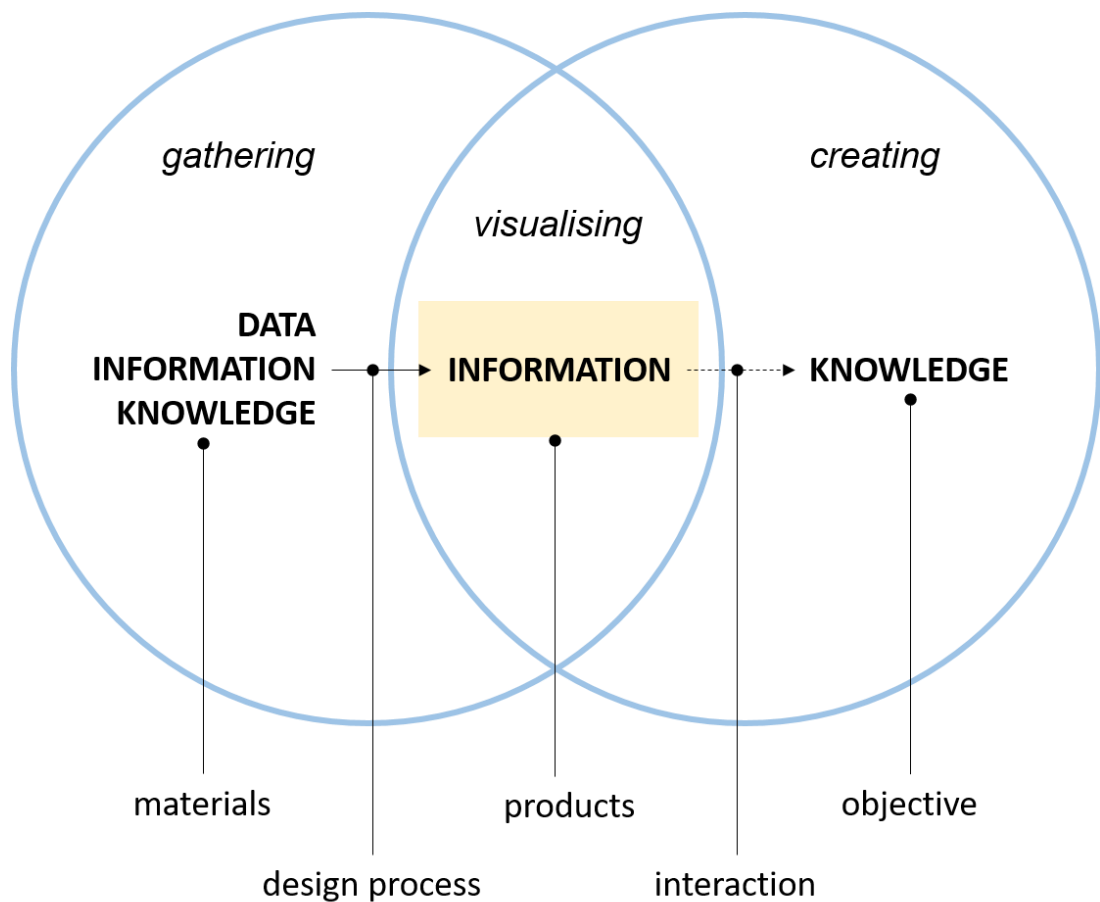 gathering
creating
visualising
DATA
INFORMATION
KNOWLEDGE
INFORMATION
KNOWLEDGE
materials
products
objective
design process
interaction